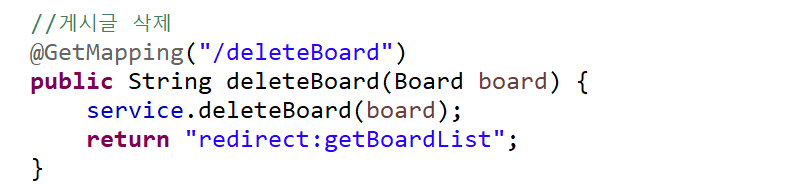 //게시글 삭제
@GetMapping("/deleteBoard")
public String deleteBoard(Board board) {
    service.deleteBoard(board);
    return "redirect:getBoardList";
}